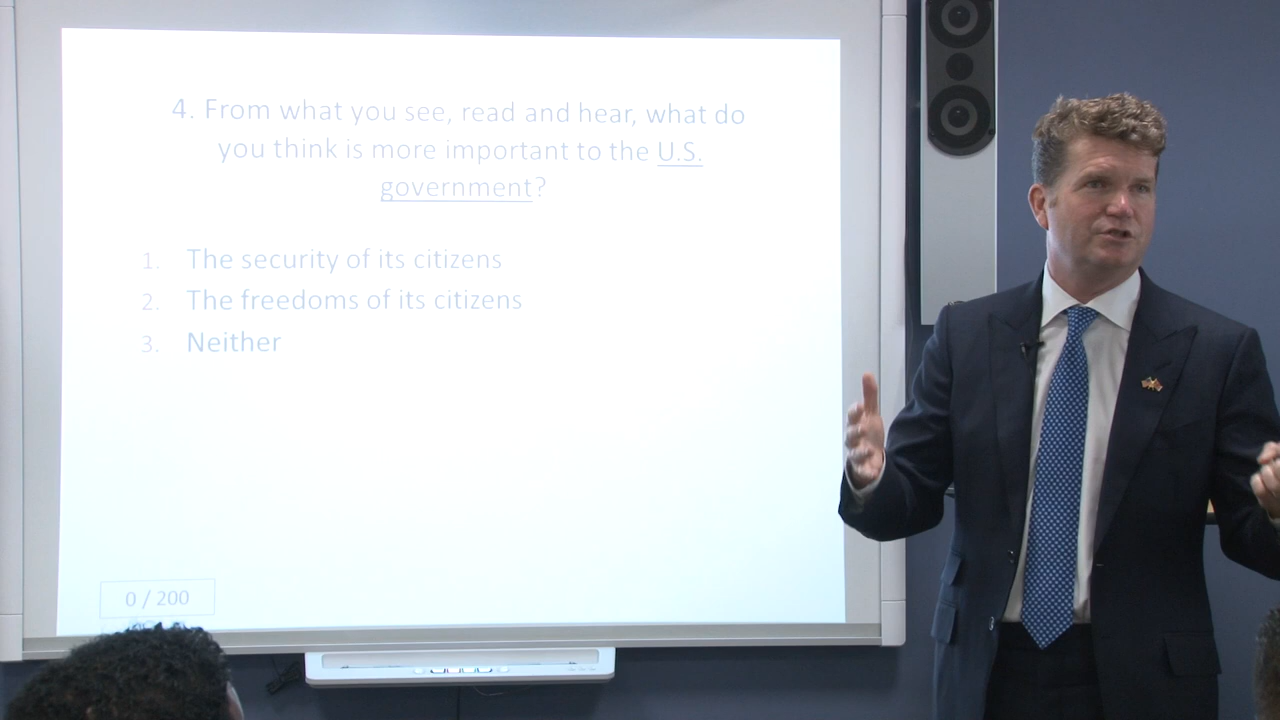 4. From what you see, read and hear, what do
you think is more important to the U.S.
government?
1. The security of its citizens
2. The freedoms of its citizens
3. Neither
0 / 200